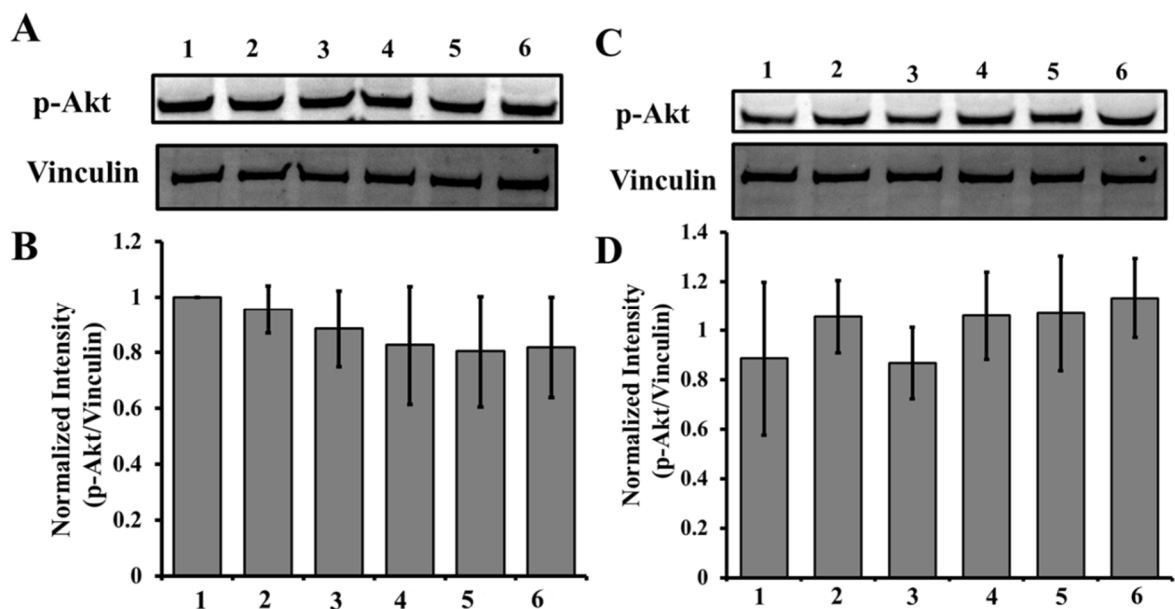 A
1 2 3 4 5 6
p-Akt
Vinculin
B
Normalized Intensity
(p-Akt/Vinculin)
1.2
1
0.8
0.6
0.4
0.2
0
1 2 3 4 5 6
C
1 2 3 4 5 6
p-Akt
Vinculin
D
Normalized Intensity
(p-Akt/Vinculin)
1.4
1.2
1
0.8
0.6
0.4
0.2
0
1 2 3 4 5 6